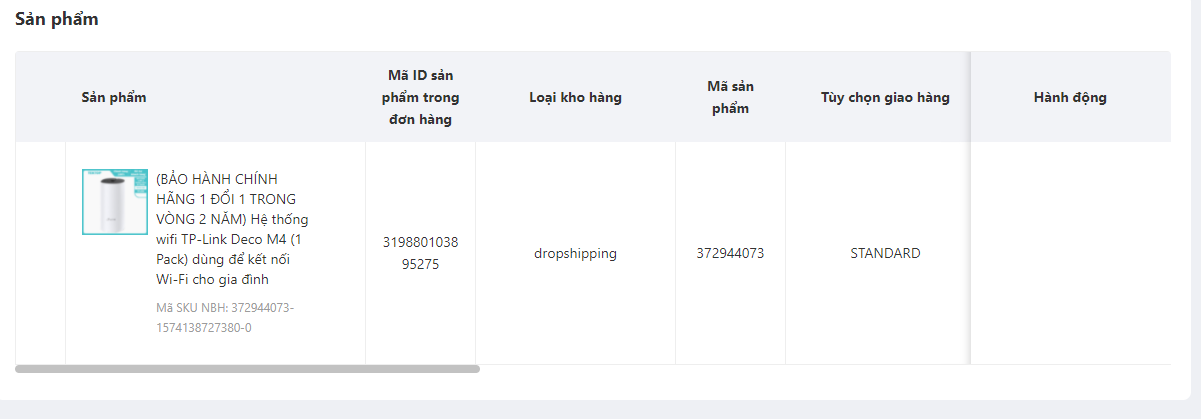 Sản phẩm
Sản phẩm
Mã ID sản
phẩm trong
đơn hàng
Loại kho hàng
Mã sản
phẩm
Tùy chọn giao hàng
Hành động
(BẢO HÀNH CHÍNH
HÃNG 1 ĐỔI 1 TRONG
VÒNG 2 NĂM) Hệ thống
wifi TP-Link Deco M4 (1
Pack) dùng để kết nối
Wi-Fi cho gia đình
Mã SKU NBH: 372944073-
1574138727380-0
3198801038
95275
dropshipping
372944073
STANDARD